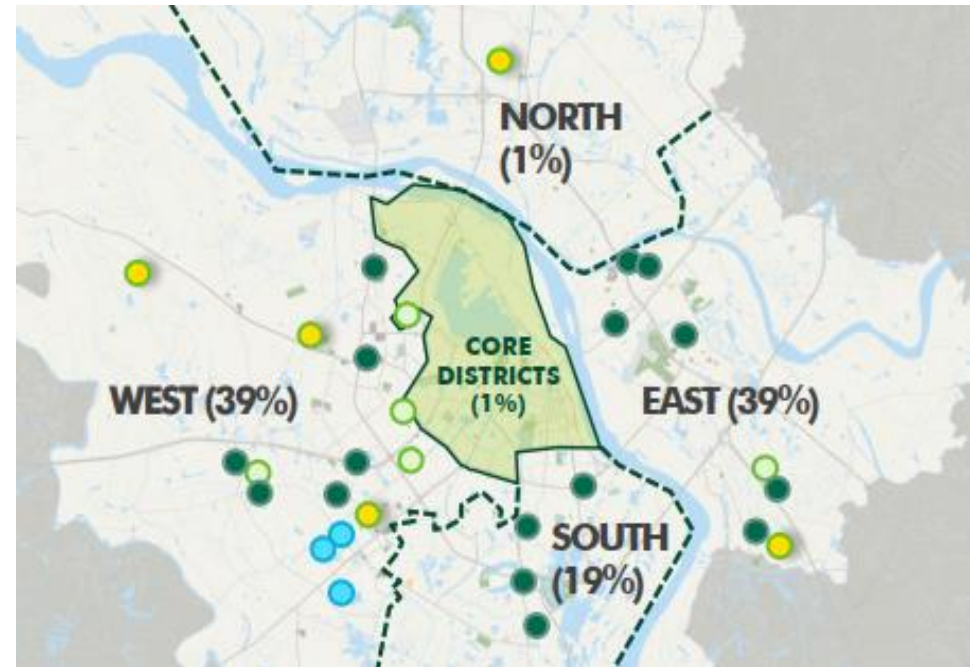 NORTH
(1%)
CORE
DISTRICTS
(1%)
WEST (39%)
EAST (39%)
SOUTH
(19%)